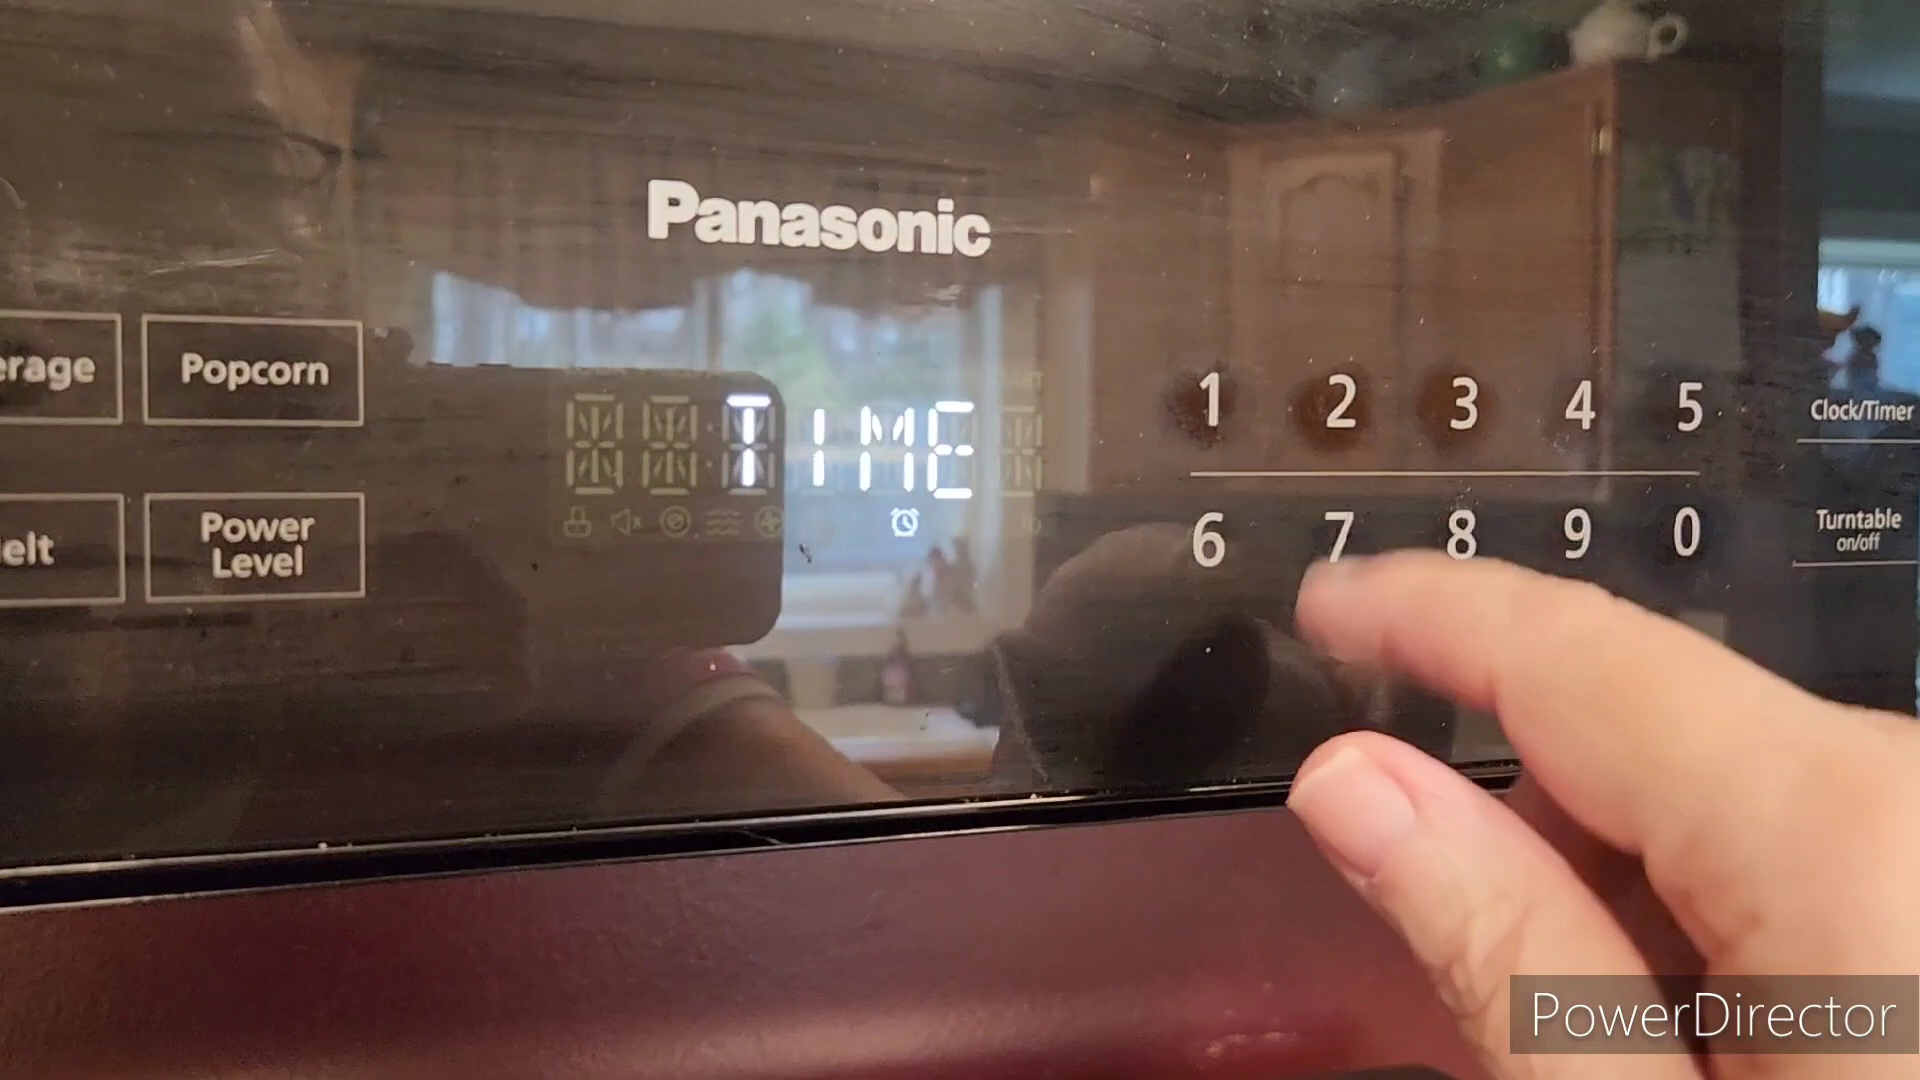 Panasonic
erage
Popcorn
TIME
1 2 3 4 5
Clock/Timer
elt
Power
Level
6 7 8 9 0
Turntable
on/off
PowerDirector